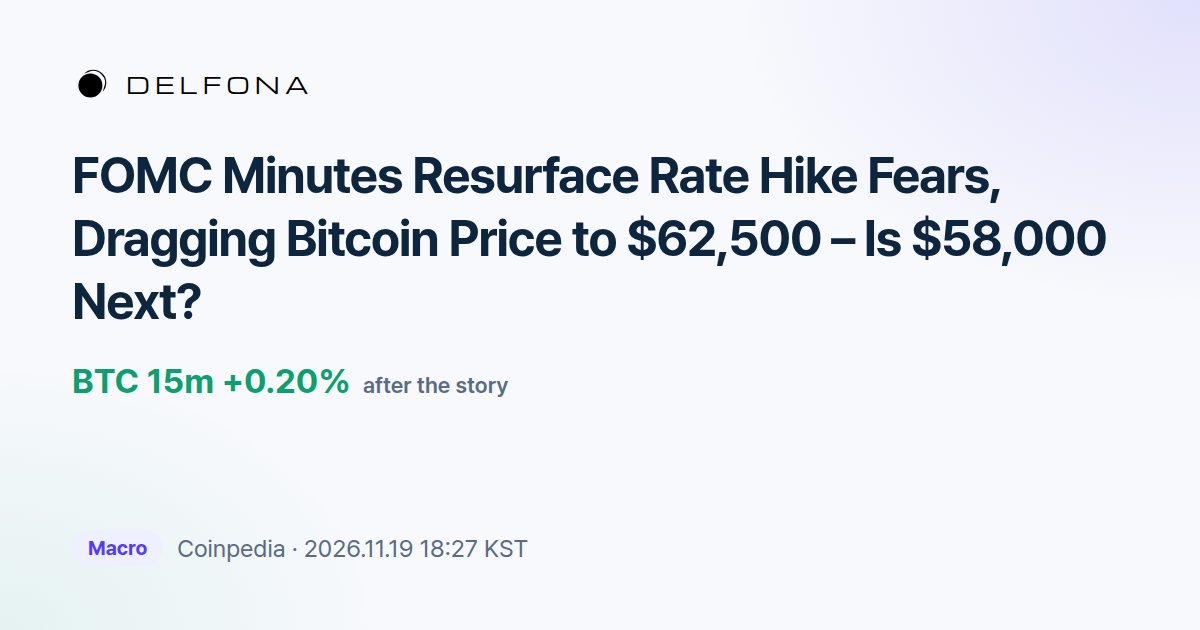 DELFONA
FOMC Minutes Resurface Rate Hike Fears,
Dragging Bitcoin Price to $62,500 – Is $58,000
Next?
BTC 15m +0.20% after the story
Macro Coinpedia · 2026.11.19 18:27 KST